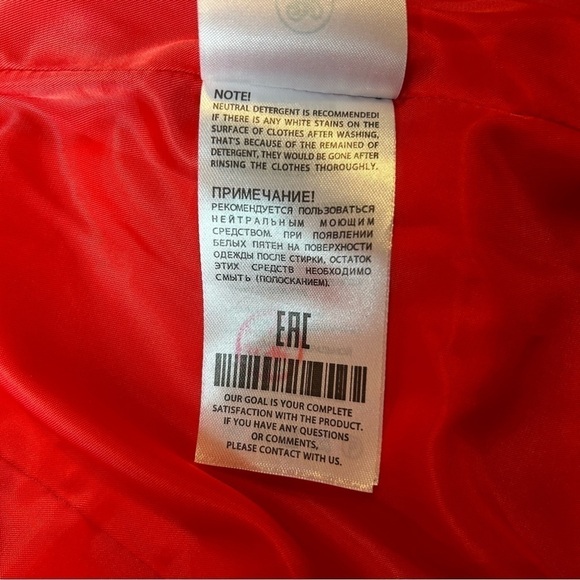 NOTE!
NEUTRAL DETERGENT IS RECOMMENDED!
IF THERE IS ANY WHITE STAINS ON THE
SURFACE OF CLOTHES AFTER WASHING,
THAT'S BECAUSE OF THE REMAINED OF
DETERGENT, THEY WOULD BE GONE AFTER
RINSING THE CLOTHES THOROUGHLY.
ПРИМЕЧАНИЕ!
РЕКОМЕНДУЕТСЯ ПОЛЬЗОВАТЬСЯ
НЕЙТРАЛЬНЫМ МОЮЩИМ
СРЕДСТВОМ. ПРИ ПОЯВЛЕНИИ
БЕЛЫХ ПЯТЕН НА ПОВЕРХНОСТИ
ОДЕЖДЫ ПОСЛЕ СТИРКИ, ОСТАТОК
ЭТИХ СРЕДСТВ НЕОБХОДИМО
СМЫТЬ (ПОЛОСКАНИЕМ).
EAC
OUR GOAL IS YOUR COMPLETE
SATISFACTION WITH THE PRODUCT.
IF YOU HAVE ANY QUESTIONS
OR COMMENTS,
PLEASE CONTACT WITH US.